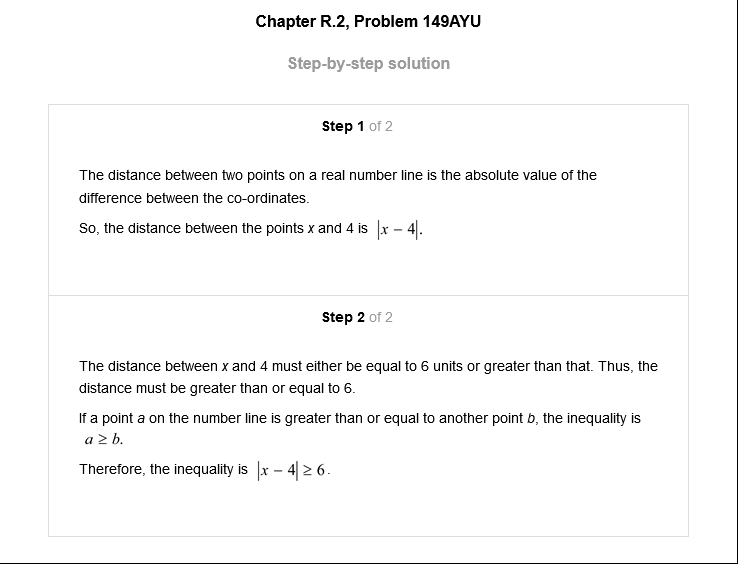 Chapter R.2, Problem 149AYU
Step-by-step solution
Step 1 of 2
The distance between two points on a real number line is the absolute value of the
difference between the co-ordinates.
So, the distance between the points x and 4 is |x − 4|.
Step 2 of 2
The distance between x and 4 must either be equal to 6 units or greater than that. Thus, the
distance must be greater than or equal to 6.
If a point a on the number line is greater than or equal to another point b, the inequality is
a ≥ b.
Therefore, the inequality is |x − 4| ≥ 6.